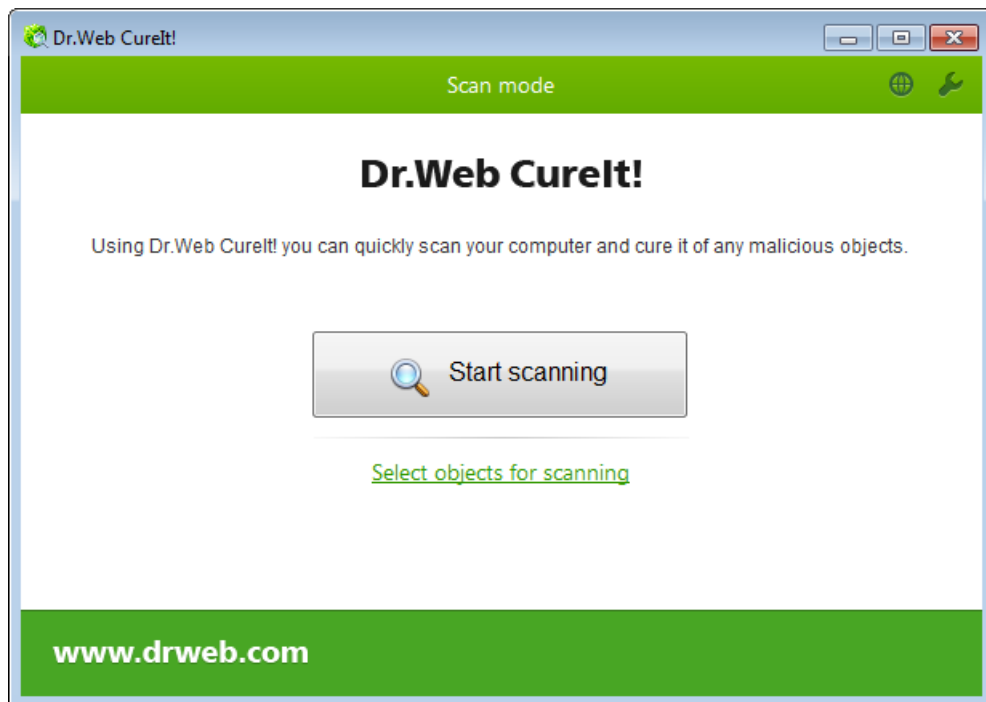 Dr.Web CureIt!
Scan mode
Dr.Web CureIt!
Using Dr.Web CureIt! you can quickly scan your computer and cure it of any malicious objects.
Start scanning
Select objects for scanning
www.drweb.com